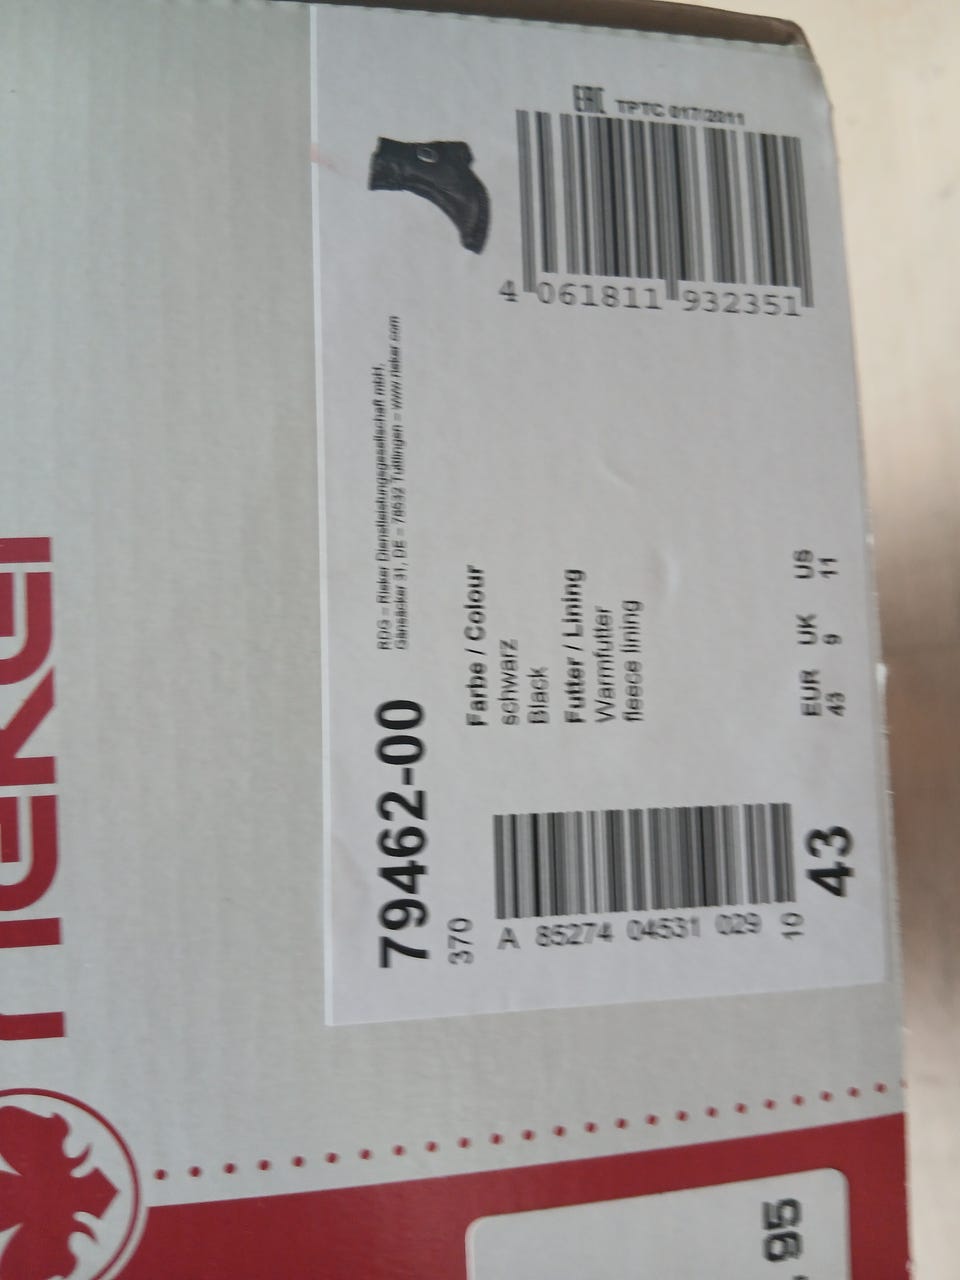 rieker
79462-00
370
RDG – Rieker Dienstleistungsgesellschaft mbH,
Gänsäcker 31, DE – 78532 Tuttlingen – www.rieker.com
Farbe / Colour
schwarz
Black
Futter / Lining
Warmfutter
fleece lining
EAC TPTC 017/2011
4 061811 932351
A 85274 04531 029 10
EUR UK US
43 9 11
43
95